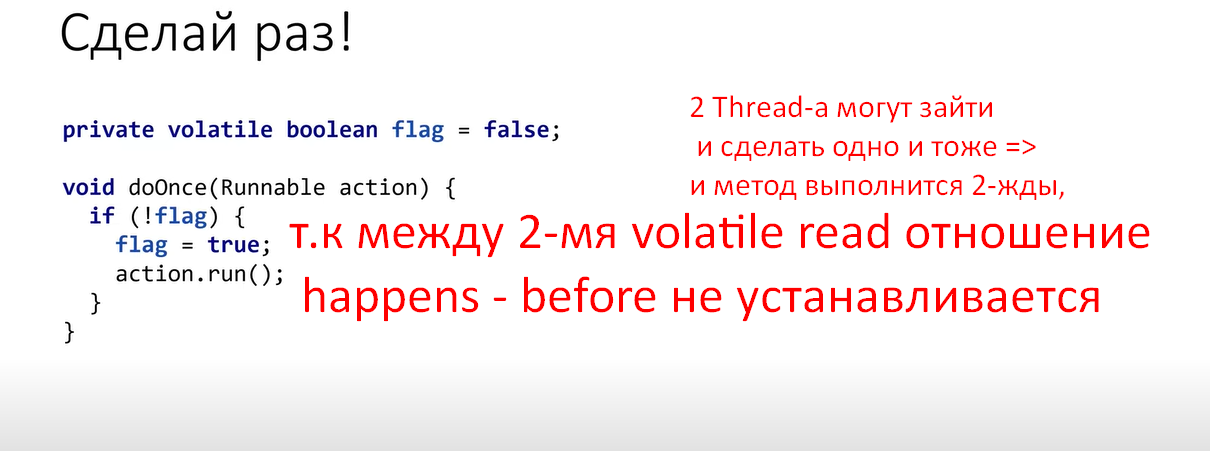 Сделай раз!
2 Thread-а могут зайти
и сделать одно и тоже =>
и метод выполнится 2-жды,
т.к между 2-мя volatile read отношение
happens - before не устанавливается
private volatile boolean flag = false;
void doOnce(Runnable action) {
if (!flag) {
flag = true;
action.run();
}
}